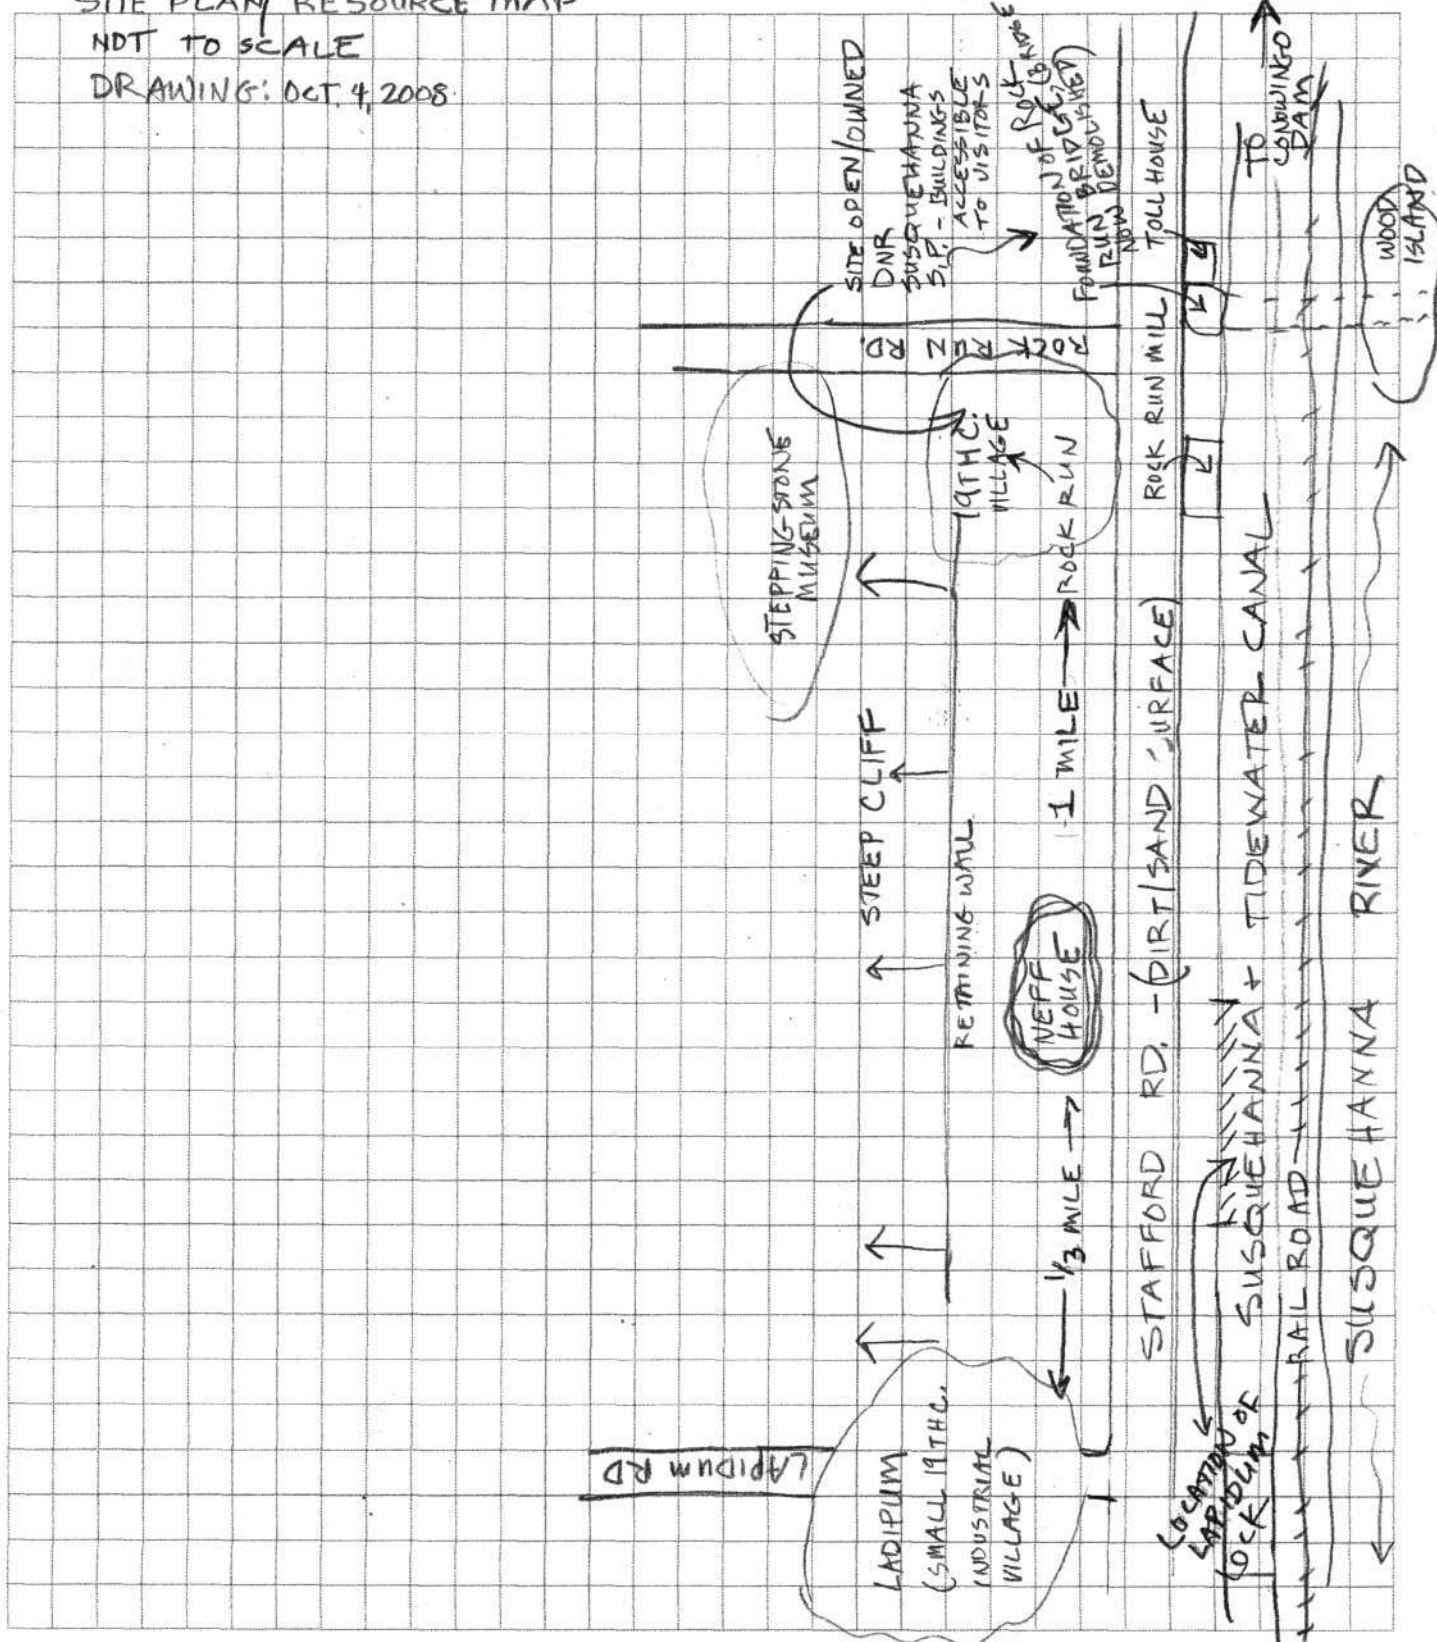 SITE PLAN/ RESOURCE MAP
NOT TO SCALE
DRAWING: OCT. 4, 2008
SITE OPEN/OWNED
DNR
SUSQUEHANNA
S.P. - BUILDINGS
ACCESSIBLE
TO VISITORS
FOUNDATION OF ROCK
RUN BRIDGE
NOW DEMOLISHED)
TOLL HOUSE
TO
CONOWINGO
DAM
WOOD
ISLAND
ROCK RUN RD.
STEPPING STONE
MUSEUM
19TH C.
VILLAGE
ROCK RUN
ROCK RUN MILL
STEEP CLIFF
RETAINING WALL
NEFF
HOUSE
1 MILE
ROCK RUN
1/3 MILE
STAFFORD RD. - (DIRT/SAND SURFACE)
SUSQUEHANNA + TIDEWATER CANAL
RAILROAD
SUSQUEHANNA RIVER
LAPIDUM RD
LADIPUM
(SMALL 19TH C.
INDUSTRIAL
VILLAGE)
LOCATION OF
LAPIDUM
LOCK